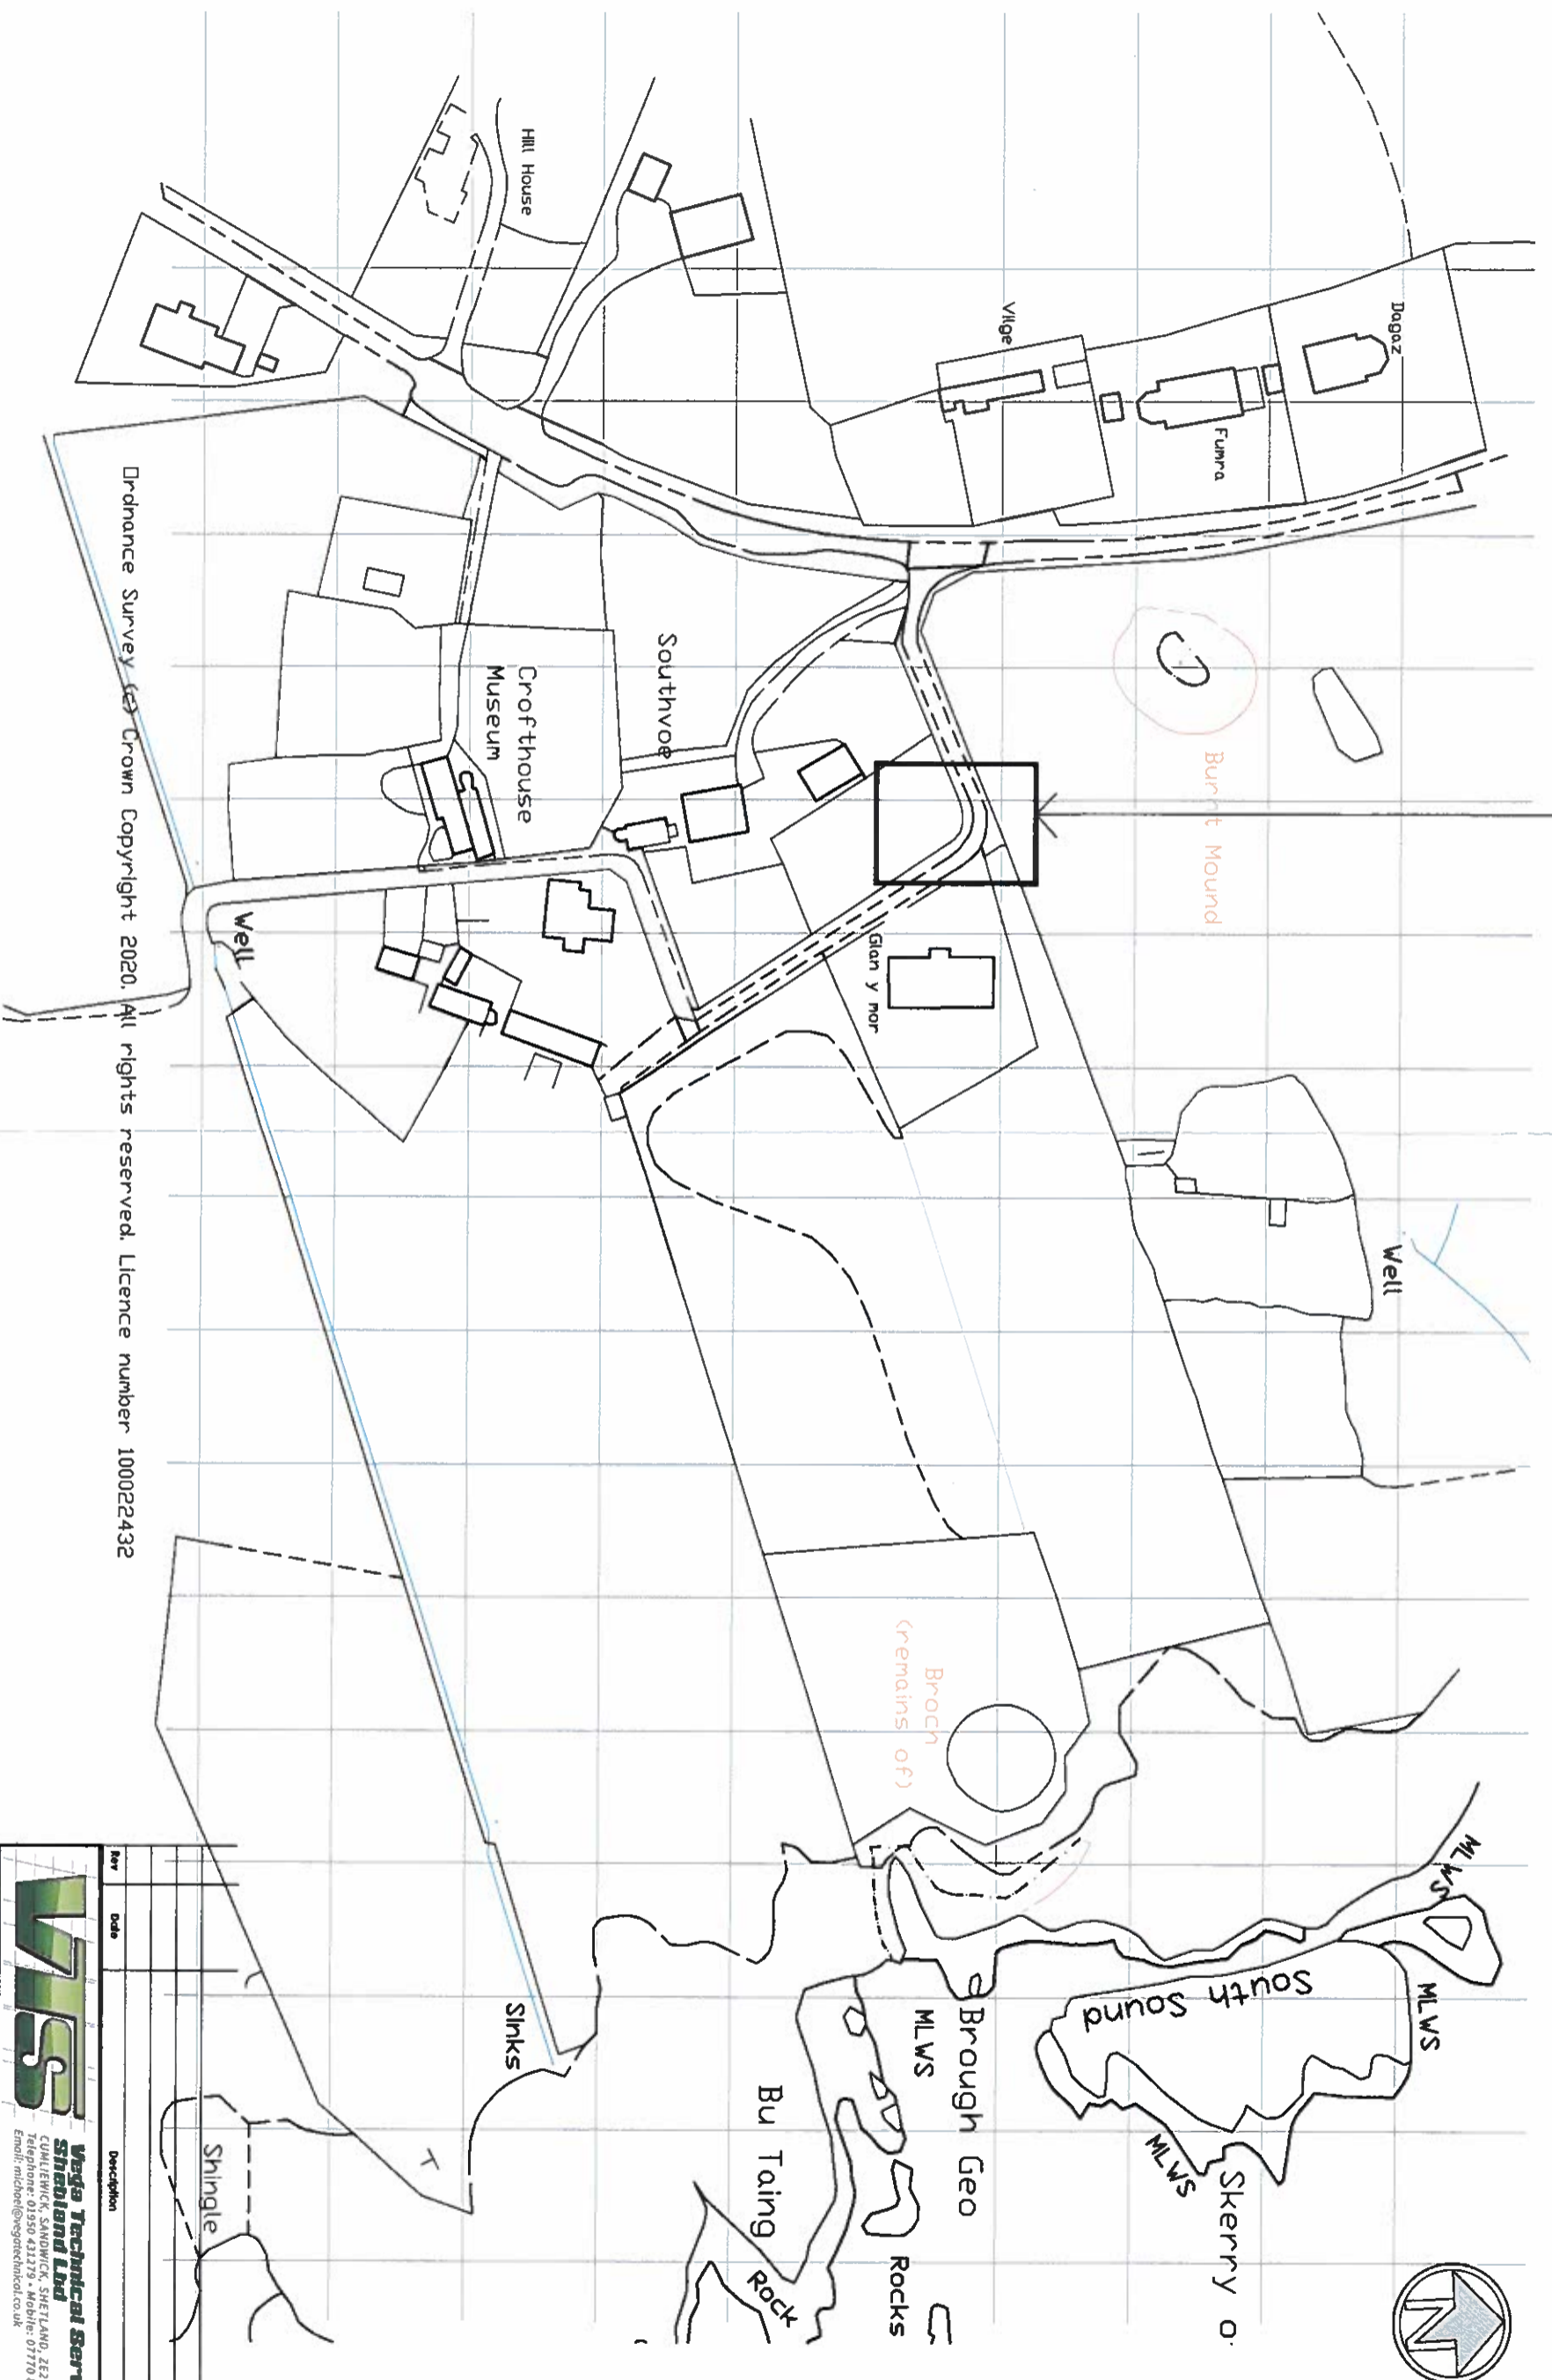 Dagaz
Fumra
Vilge
Hill House
Burnt Mound
Southvoe
Crofthouse
Museum
Glan y mor
Well
Well
Broch
(remains of)
MLWS
MLWS
South
Sound
MLWS
Skerry o
Brough Geo
MLWS
Bu Taing
Rocks
Rock
Sinks
Shingle
N
Ordnance Survey (c) Crown Copyright 2020. All rights reserved. Licence number 100022432
Rev Date Description
VTS
Vega Technical Serv
Shetland Ltd
CUMLIEWICK, SANDWICK, SHETLAND, ZE2
Telephone: 01950 431279 • Mobile: 07770
Email: michael@vegatechnical.co.uk